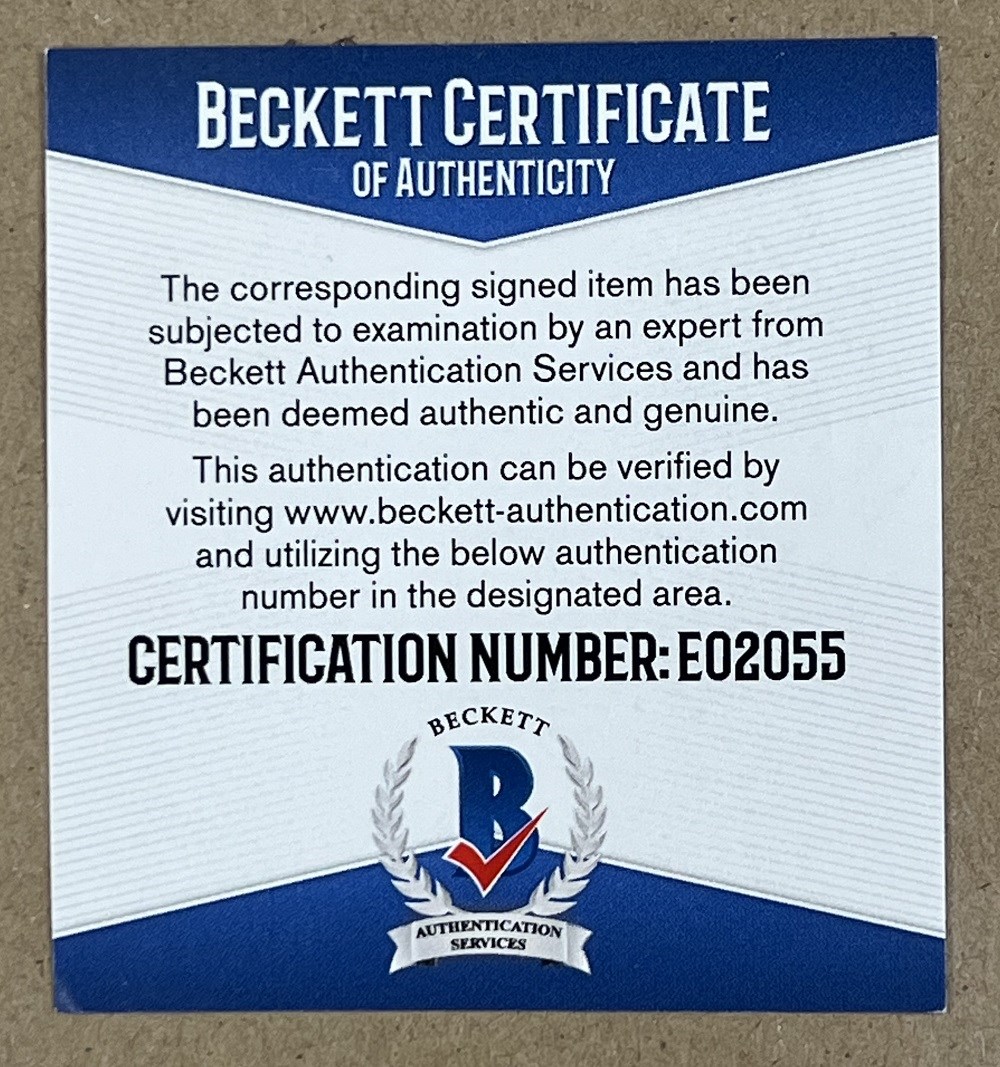 BECKETT CERTIFICATE
OF AUTHENTICITY
The corresponding signed item has been
subjected to examination by an expert from
Beckett Authentication Services and has
been deemed authentic and genuine.
This authentication can be verified by
visiting www.beckett-authentication.com
and utilizing the below authentication
number in the designated area.
CERTIFICATION NUMBER: E02055
BECKETT
B
AUTHENTICATION
SERVICES